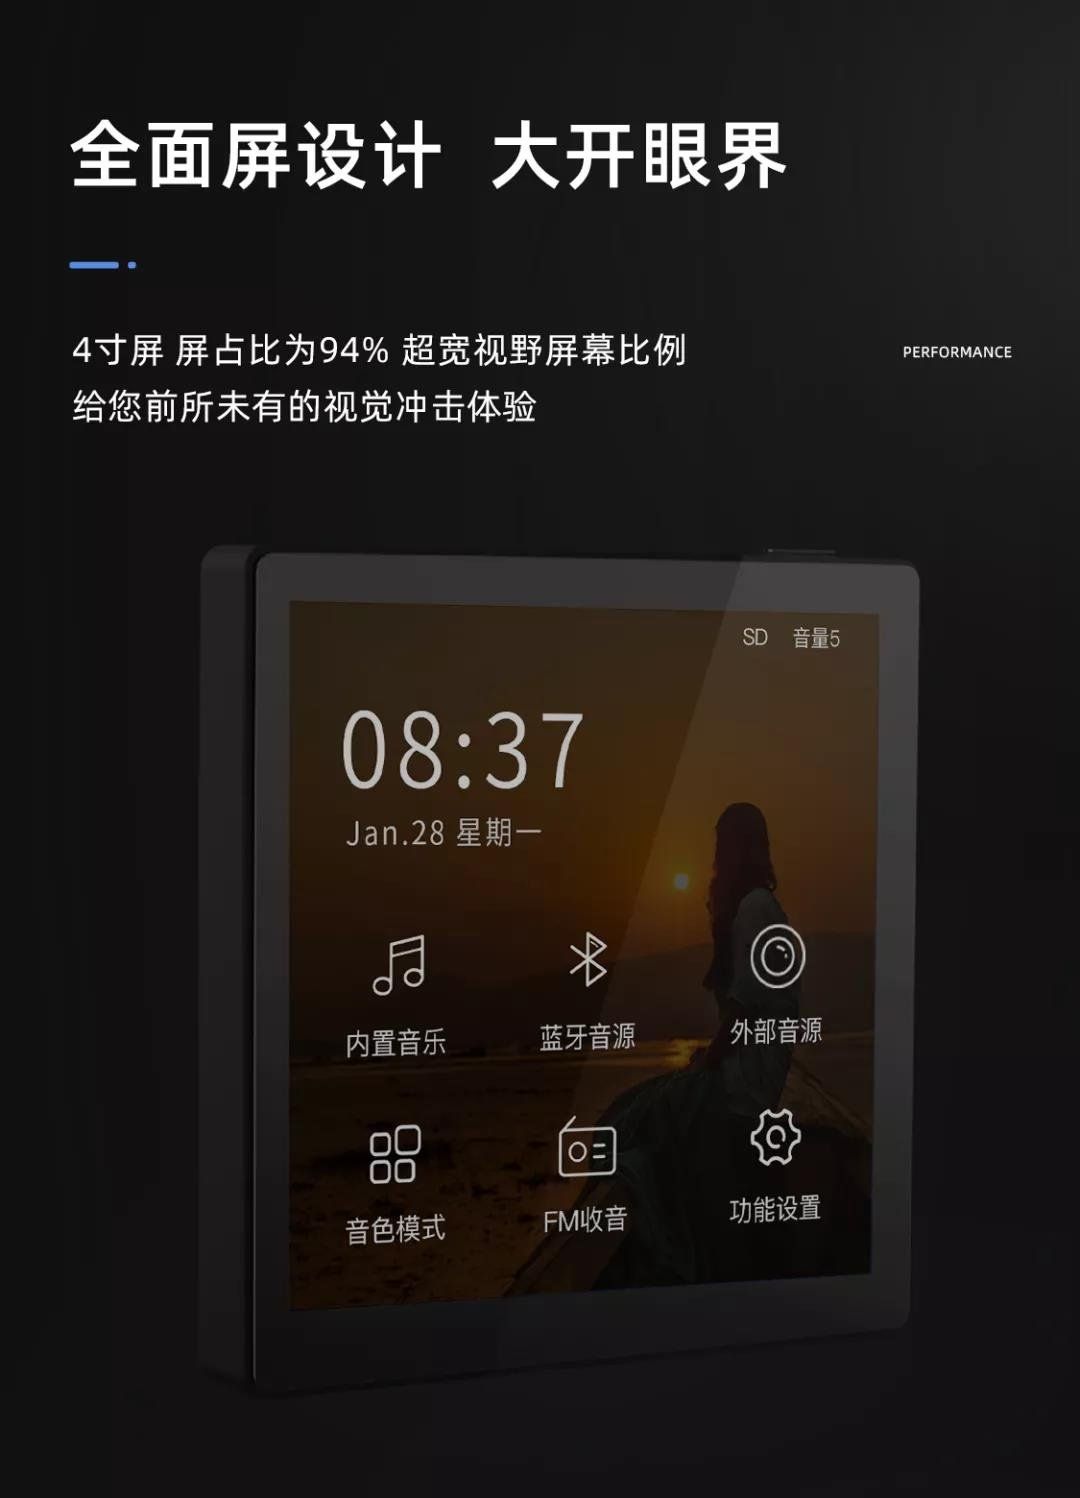 全面屏设计 大开眼界
4寸屏 屏占比为94% 超宽视野屏幕比例
给您前所未有的视觉冲击体验
PERFORMANCE
SD 音量5
08:37
Jan.28 星期一
内置音乐 蓝牙音源 外部音源
音色模式 FM收音 功能设置